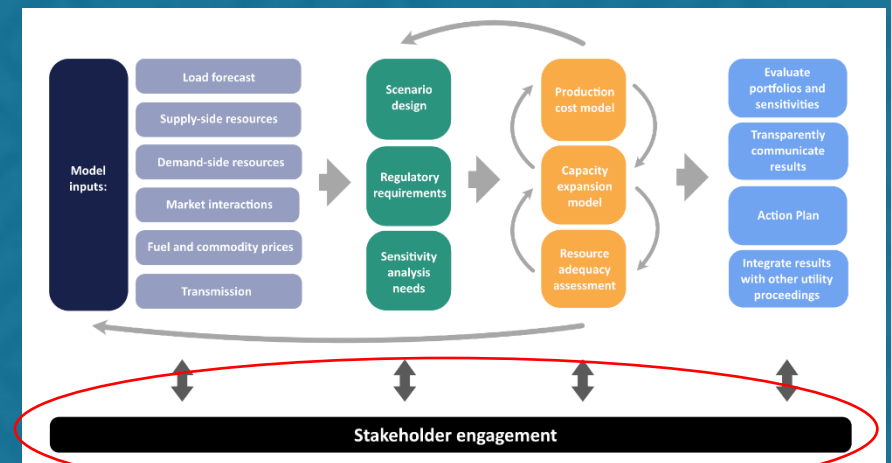 Model
inputs:
Load forecast
Supply-side resources
Demand-side resources
Market interactions
Fuel and commodity prices
Transmission
Scenario
design
Regulatory
requirements
Sensitivity
analysis
needs
Production
cost model
Capacity
expansion
model
Resource
adequacy
assessment
Evaluate
portfolios and
sensitivities
Transparently
communicate
results
Action Plan
Integrate results
with other utility
proceedings
Stakeholder engagement